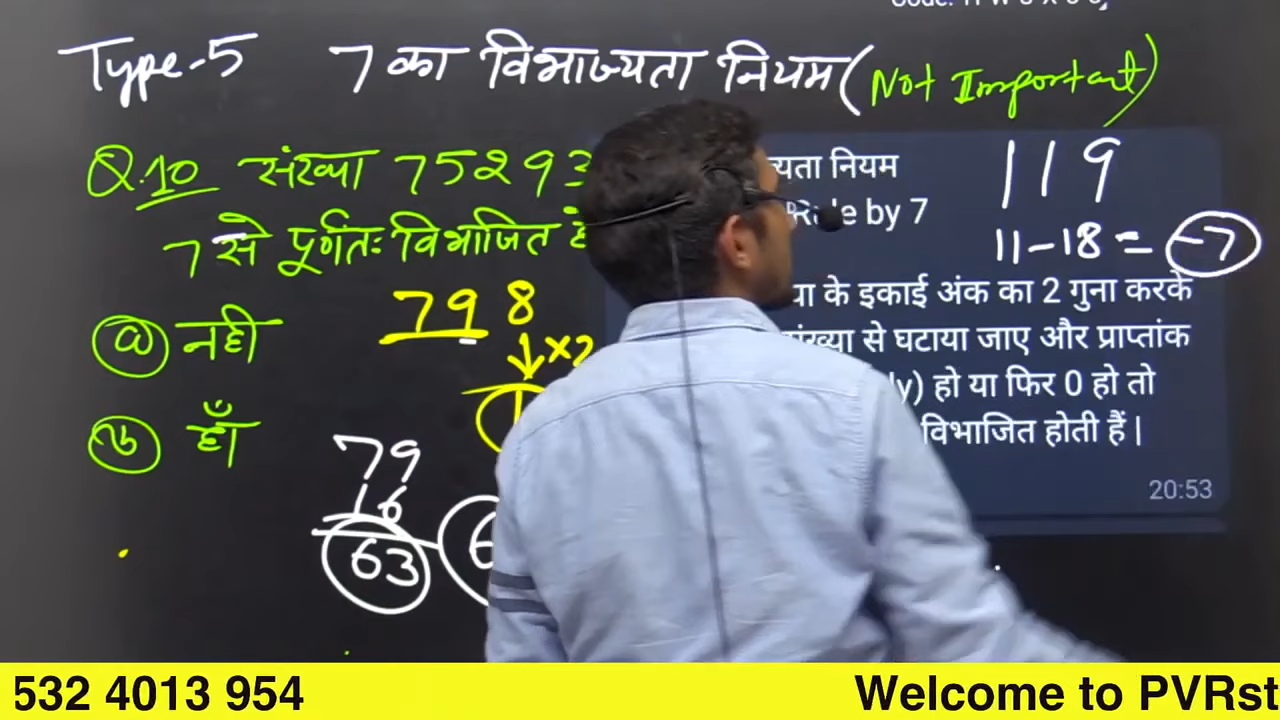 Type-5 7 का विभाज्यता नियम (Not Important)
Q.10 संख्या 75293
7 से पूर्णतः विभाजित
119
नियम
by 7
11-18 = -7
798
a नहीं
×2
b हाँ
के इकाई अंक का 2 गुना करके
से घटाया जाए और प्राप्तांक
हो या फिर 0 हो तो
विभाजित होती हैं |
79
16
63
20:53
532 4013 954
Welcome to PVRst